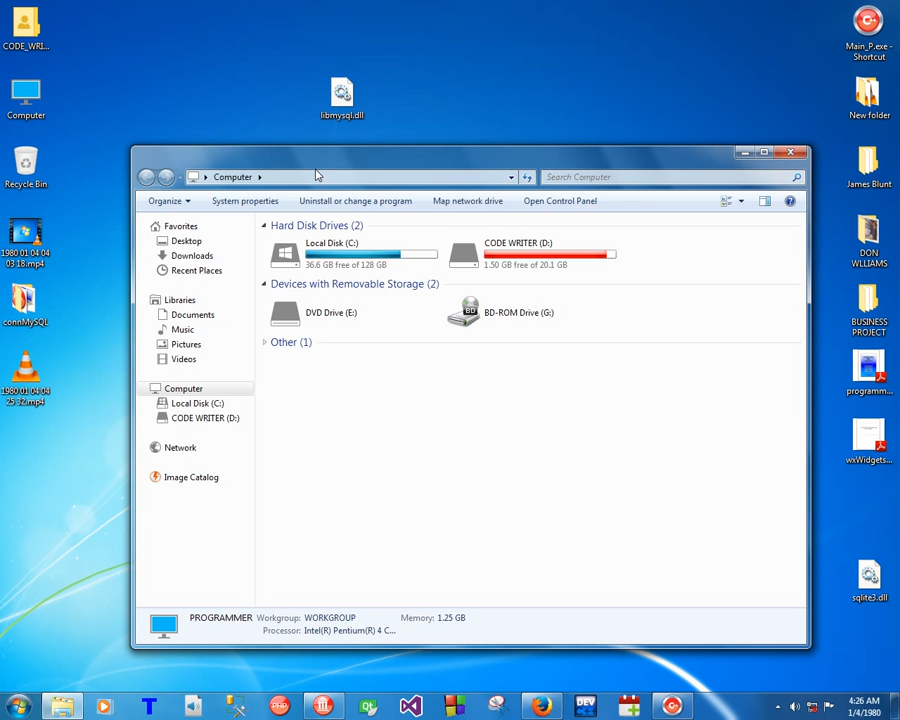 CODE_WRI...
Computer
Recycle Bin
1980 01 04 04
03 18.mp4
connMySQL
1980 01 04 04
25 32.mp4
libmysql.dll
Main_P.exe -
Shortcut
New folder
James Blunt
DON
WLLIAMS
BUSINESS
PROJECT
programm...
wxWidgets...
sqlite3.dll
Computer
Search Computer
Organize
System properties
Uninstall or change a program
Map network drive
Open Control Panel
Favorites
Desktop
Downloads
Recent Places
Libraries
Documents
Music
Pictures
Videos
Computer
Local Disk (C:)
CODE WRITER (D:)
Network
Image Catalog
Hard Disk Drives (2)
Local Disk (C:)
36.6 GB free of 128 GB
CODE WRITER (D:)
1.50 GB free of 20.1 GB
Devices with Removable Storage (2)
DVD Drive (E:)
BD
BD-ROM Drive (G:)
Other (1)
PROGRAMMER
Workgroup: WORKGROUP
Memory: 1.25 GB
Processor: Intel(R) Pentium(R) 4 C...
T
PHP
Qt
DEV
4:26 AM
1/4/1980